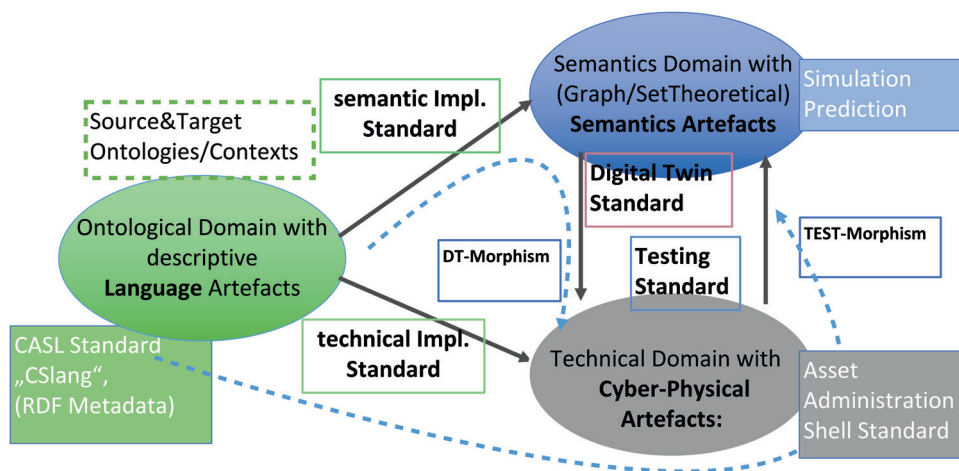 Semantics Domain with
(Graph/SetTheoretical)
Semantics Artefacts
Simulation
Prediction
semantic Impl.
Standard
Source&Target
Ontologies/Contexts
Digital Twin
Standard
Ontological Domain with
descriptive
Language Artefacts
DT-Morphism
Testing
Standard
TEST-Morphism
CASL Standard
„CSlang“,
(RDF Metadata)
technical Impl.
Standard
Technical Domain with
Cyber-Physical
Artefacts:
Asset
Administration
Shell Standard